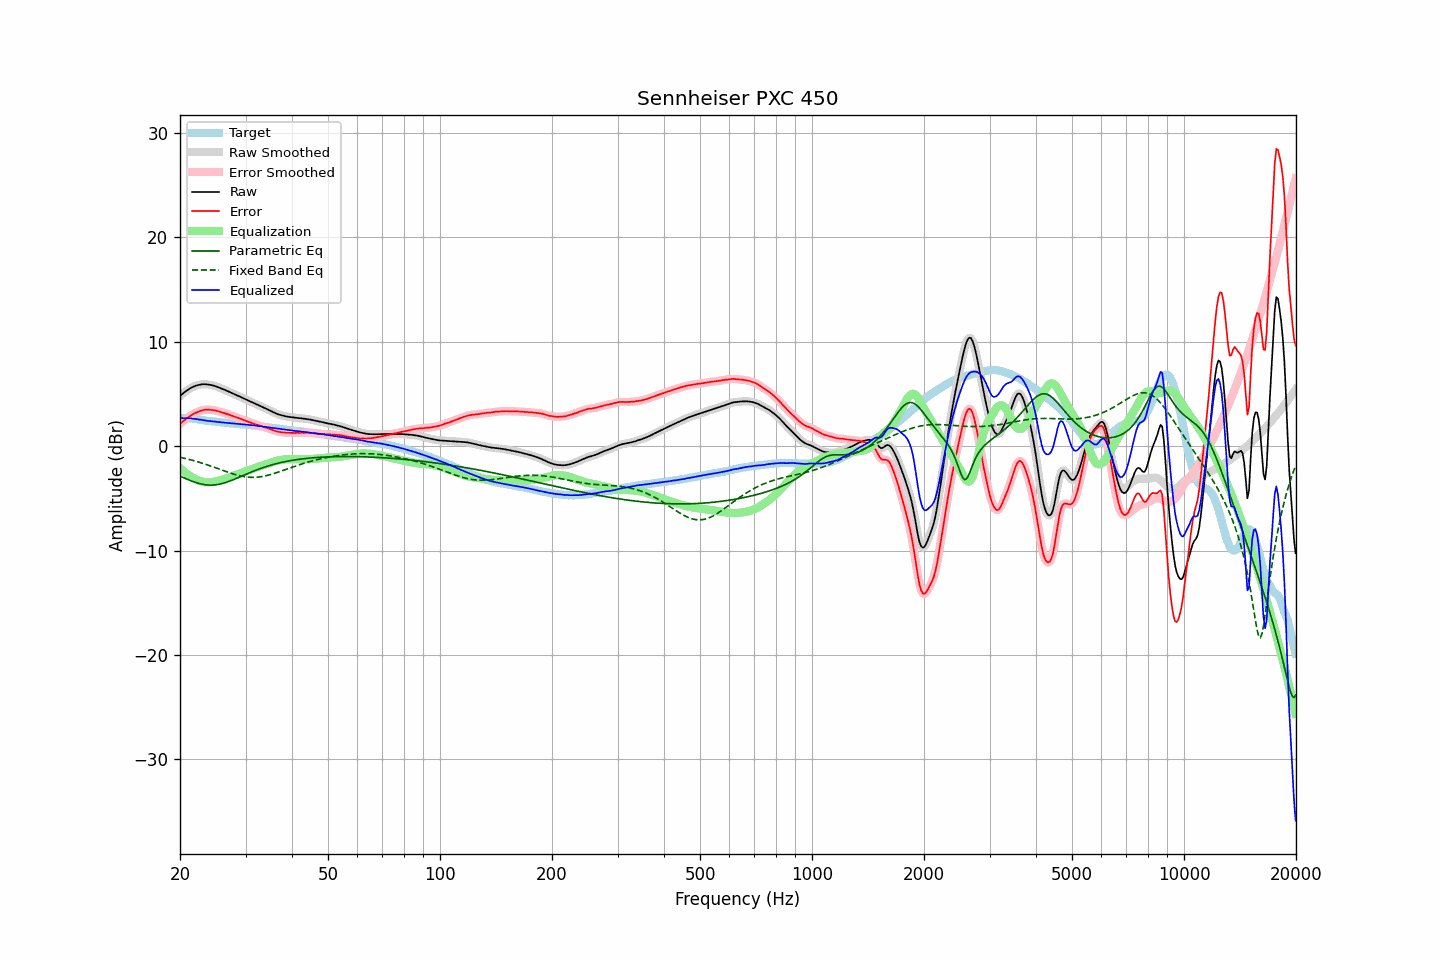 Sennheiser PXC 450
Target
Raw Smoothed
Error Smoothed
Raw
Error
Equalization
Parametric Eq
Fixed Band Eq
Equalized
30
20
10
0
−10
−20
−30
Amplitude (dBr)
20 50 100 200 500 1000 2000 5000 10000 20000
Frequency (Hz)